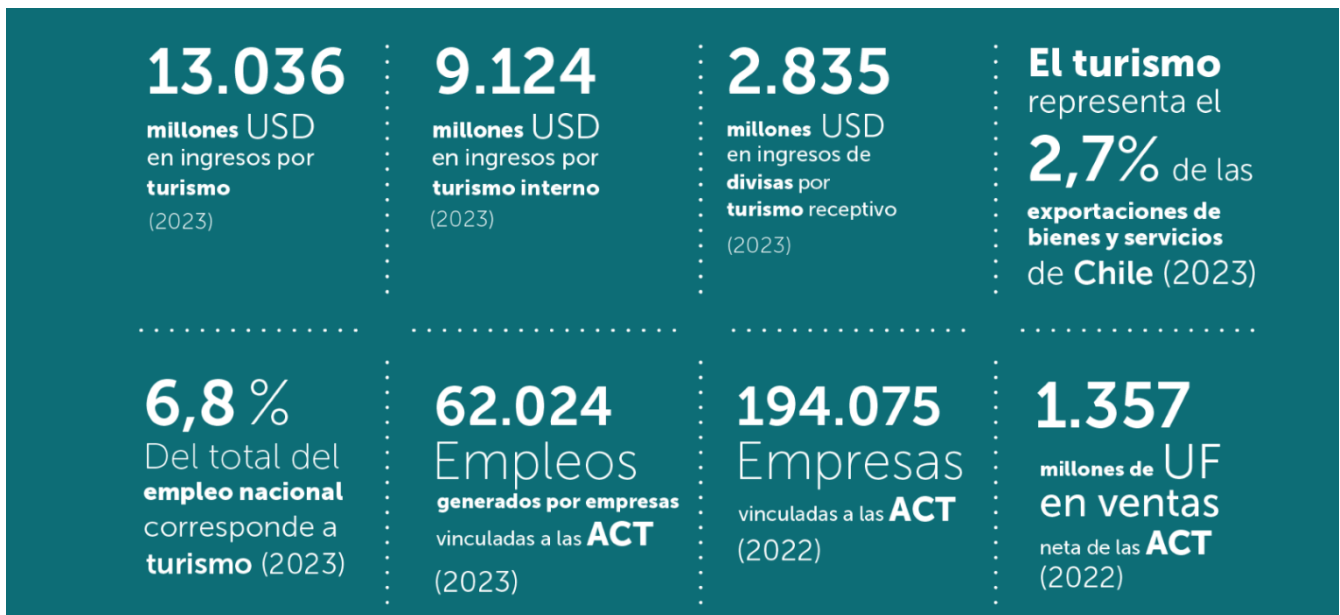 13.036
millones USD
en ingresos por
turismo
(2023)
9.124
millones USD
en ingresos por
turismo interno
(2023)
2.835
millones USD
en ingresos de
divisas por
turismo receptivo
(2023)
El turismo
representa el
2,7% de las
exportaciones de
bienes y servicios
de Chile (2023)
6,8 %
Del total del
empleo nacional
corresponde a
turismo (2023)
62.024
Empleos
generados por empresas
vinculadas a las ACT
(2023)
194.075
Empresas
vinculadas a las ACT
(2022)
1.357
millones de UF
en ventas
neta de las ACT
(2022)